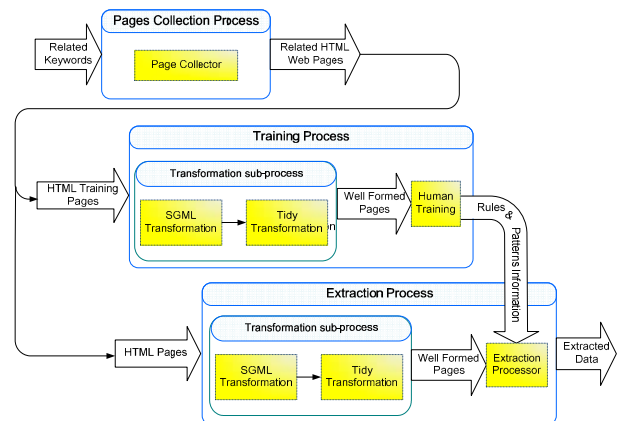 Pages Collection Process
Related
Keywords
Page Collector
Related HTML
Web Pages
Training Process
Transformation sub-process
HTML Training
Pages
SGML
Transformation
Tidy
Transformation
n
Well Formed
Pages
Human
Training
Rules & Patterns Information
Extraction Process
Transformation sub-process
HTML Pages
SGML
Transformation
Tidy
Transformation
Well Formed
Pages
Extraction
Processor
Extracted
Data